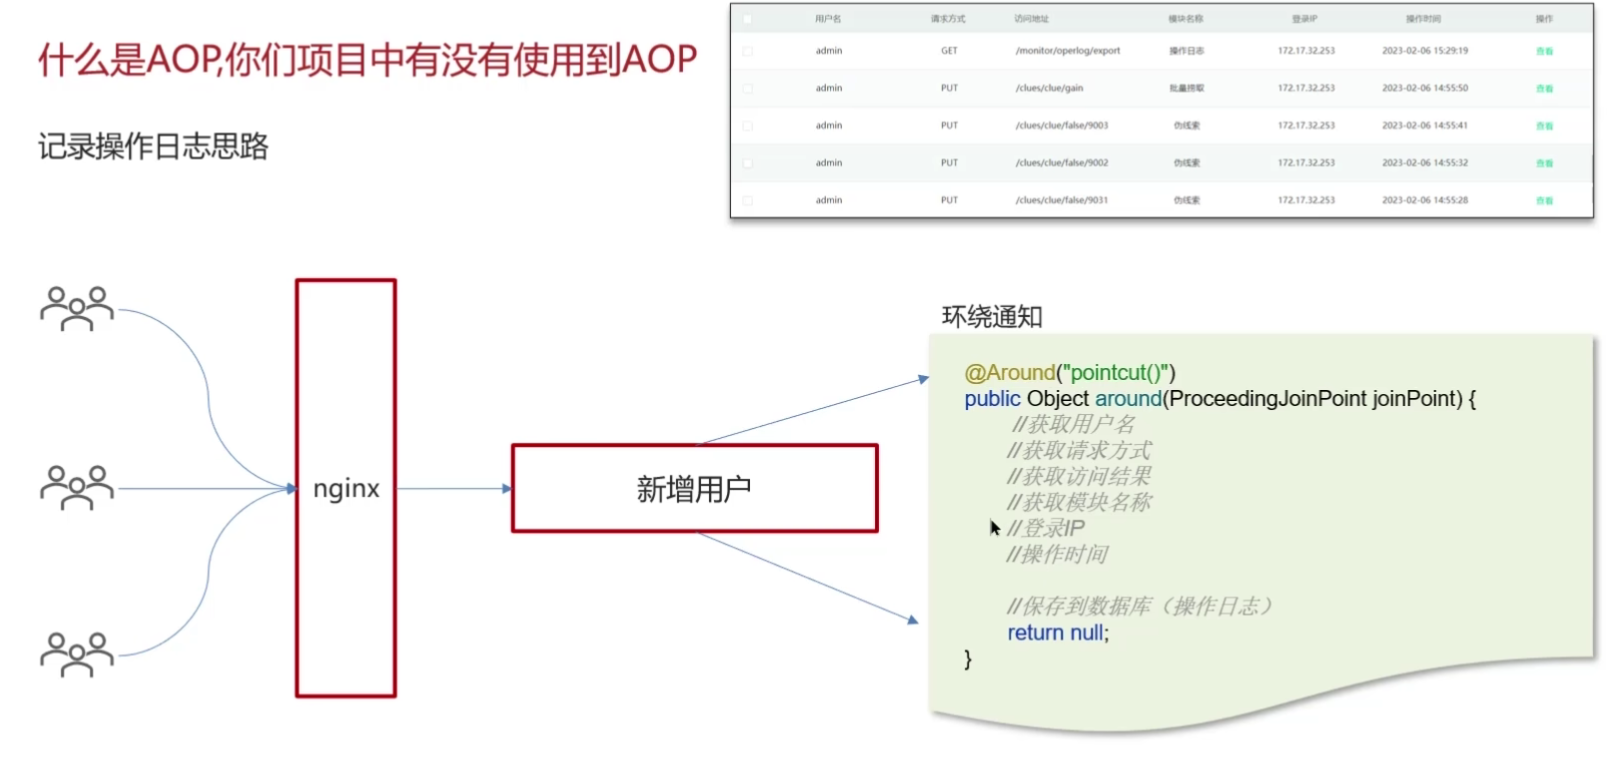 什么是AOP,你们项目中有没有使用到AOP
记录操作日志思路
用户名 请求方式 访问地址 模块名称 登录IP 操作时间 操作
admin GET /monitor/operlog/export 操作日志 172.17.32.253 2023-02-06 15:29:19 查看
admin PUT /clues/clue/gain 批量捞取 172.17.32.253 2023-02-06 14:55:50 查看
admin PUT /clues/clue/false/9003 伪线索 172.17.32.253 2023-02-06 14:55:41 查看
admin PUT /clues/clue/false/9002 伪线索 172.17.32.253 2023-02-06 14:55:32 查看
admin PUT /clues/clue/false/9031 伪线索 172.17.32.253 2023-02-06 14:55:28 查看
nginx
新增用户
环绕通知
@Around("pointcut()")
public Object around(ProceedingJoinPoint joinPoint) {
//获取用户名
//获取请求方式
//获取访问结果
//获取模块名称
//登录IP
//操作时间
//保存到数据库（操作日志）
return null;
}